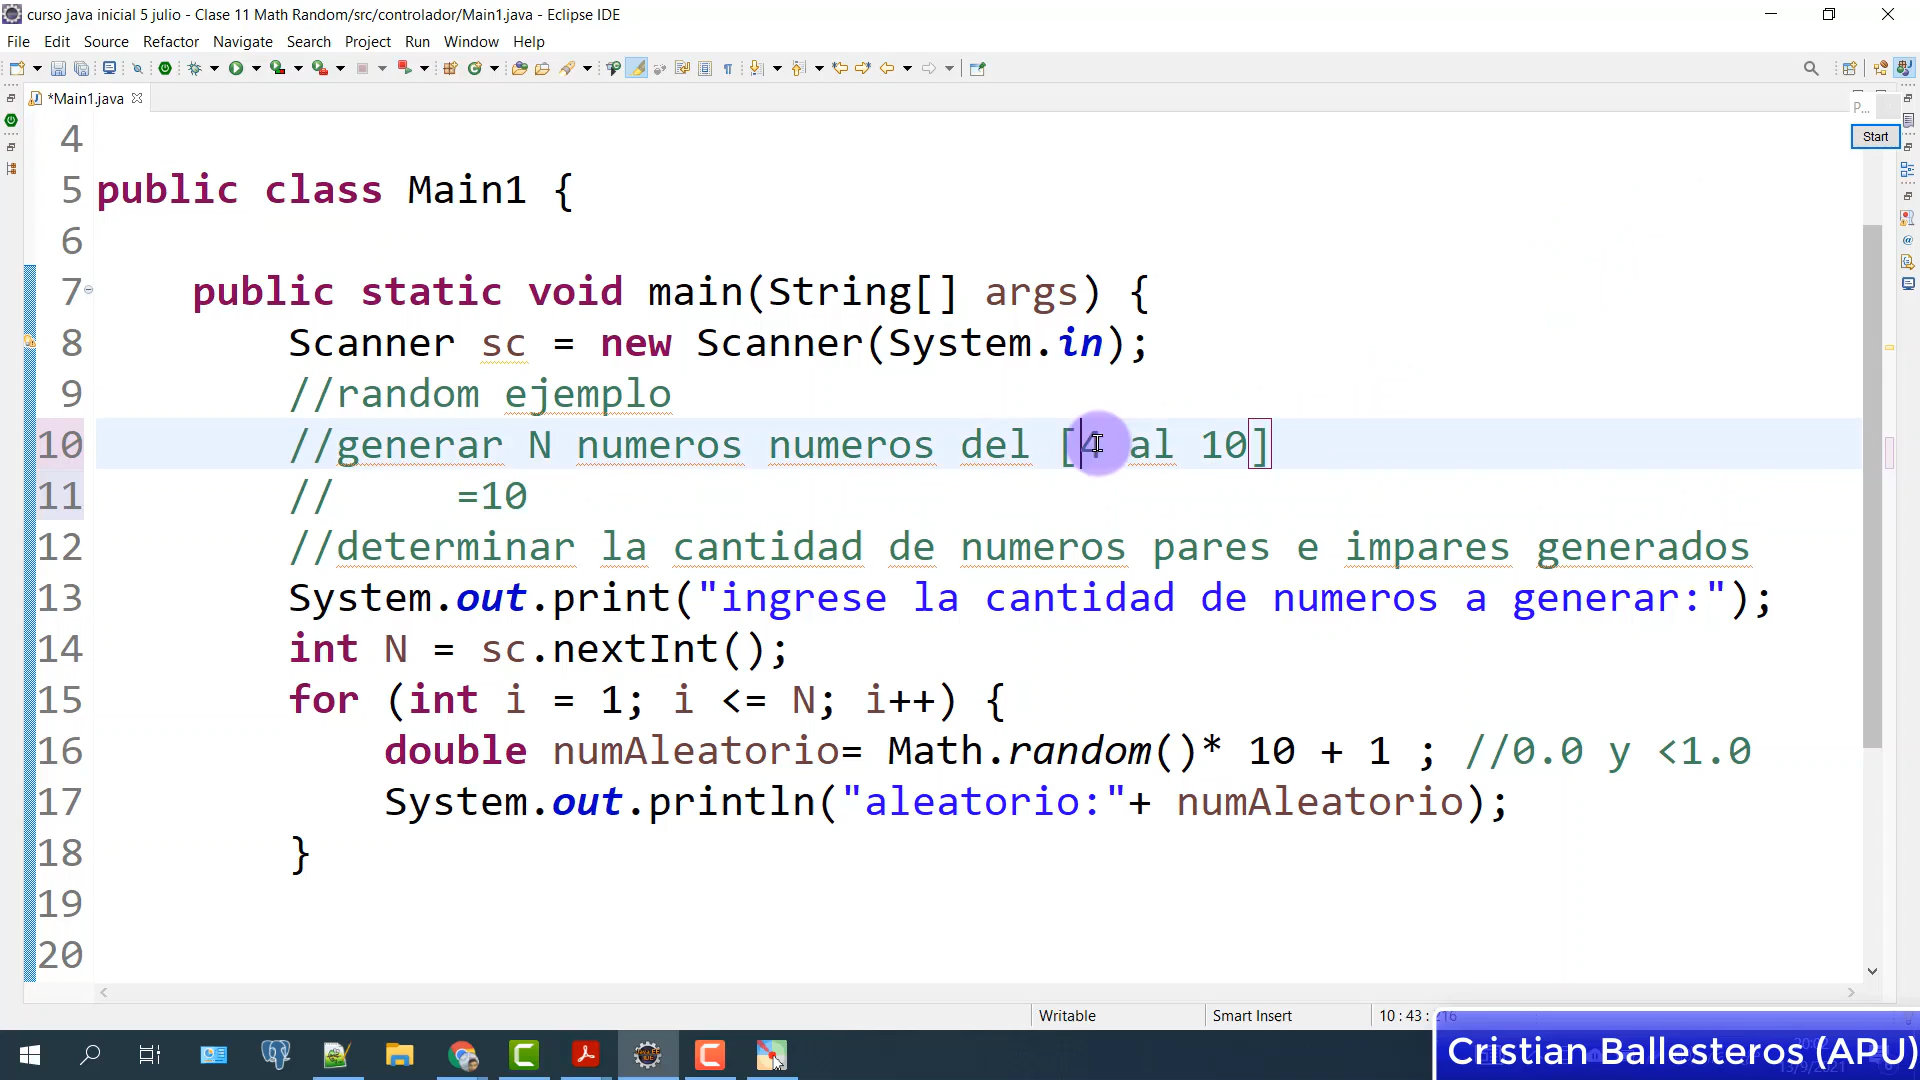 curso java inicial 5 julio - Clase 11 Math Random/src/controlador/Main1.java - Eclipse IDE
File Edit Source Refactor Navigate Search Project Run Window Help
*Main1.java
P...
Start
4
5 public class Main1 {
6
7 public static void main(String[] args) {
8 Scanner sc = new Scanner(System.in);
9 //random ejemplo
10 //generar N numeros numeros del [4 al 10]
11 // =10
12 //determinar la cantidad de numeros pares e impares generados
13 System.out.print("ingrese la cantidad de numeros a generar:");
14 int N = sc.nextInt();
15 for (int i = 1; i <= N; i++) {
16 double numAleatorio= Math.random()* 10 + 1 ; //0.0 y <1.0
17 System.out.println("aleatorio:"+ numAleatorio);
18 }
19
20
Writable Smart Insert 10 : 43 : 216
Cristian Ballesteros (APU)